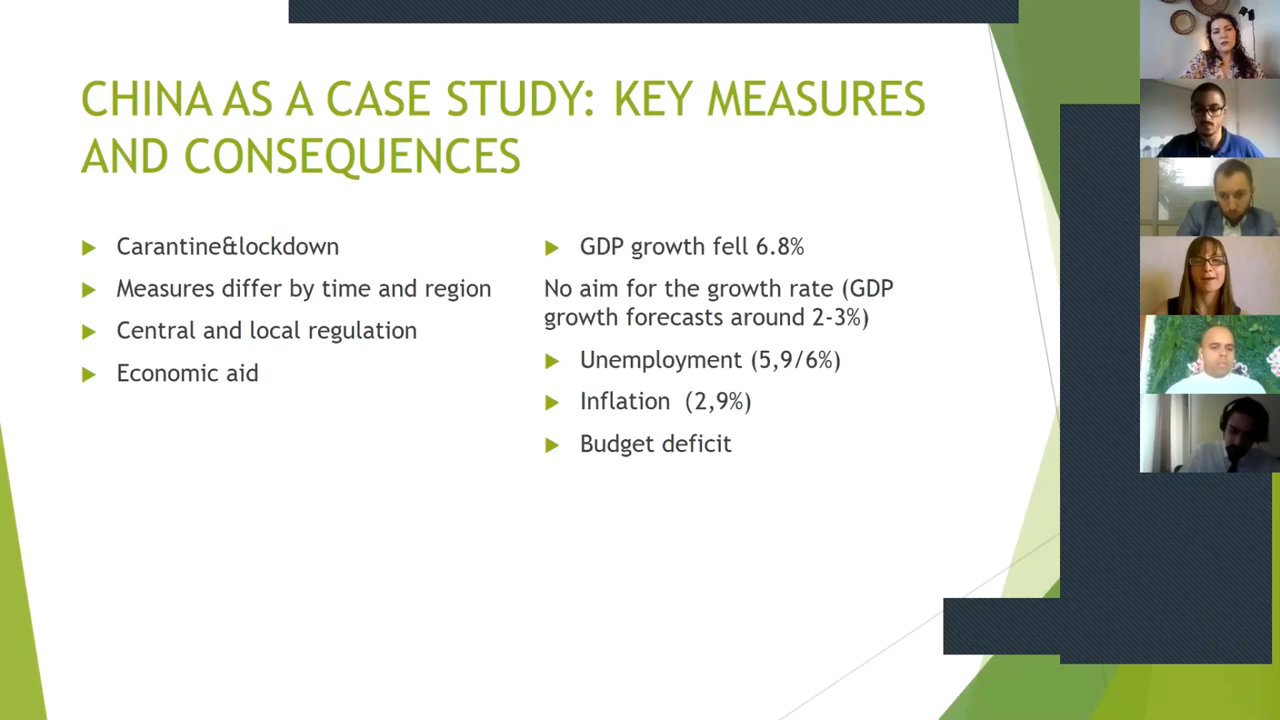 CHINA AS A CASE STUDY: KEY MEASURES
AND CONSEQUENCES
Carantine&lockdown
Measures differ by time and region
Central and local regulation
Economic aid
GDP growth fell 6.8%
No aim for the growth rate (GDP
growth forecasts around 2-3%)
Unemployment (5,9/6%)
Inflation  (2,9%)
Budget deficit